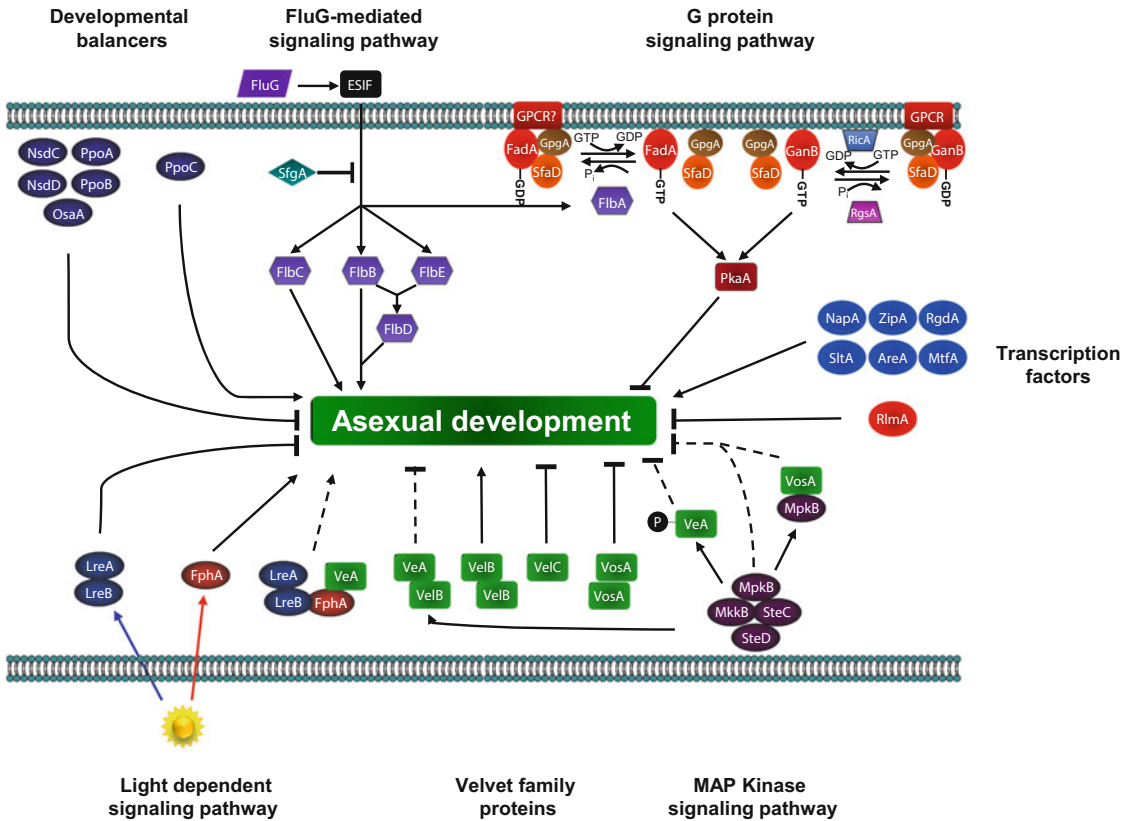 Developmental
balancers
FluG-mediated
signaling pathway
G protein
signaling pathway
FluG
ESIF
GPCR?
GPCR
NsdC
PpoA
NsdD
PpoB
OsaA
PpoC
SfgA
FadA
GpgA
SfaD
GDP
GTP
GDP
Pi
FlbA
FadA
GTP
GpgA
SfaD
GpgA
SfaD
GanB
GTP
RicA
GDP
GTP
Pi
RgsA
GpgA
GanB
SfaD
GDP
FlbC
FlbB
FlbE
FlbD
PkaA
NapA
ZipA
RgdA
SltA
AreA
MtfA
Transcription
factors
RlmA
Asexual development
LreA
LreB
FphA
LreA
VeA
LreB
FphA
VeA
VelB
VelB
VelB
VelC
VosA
VosA
P
VeA
VosA
MpkB
MpkB
MkkB
SteC
SteD
Light dependent
signaling pathway
Velvet family
proteins
MAP Kinase
signaling pathway